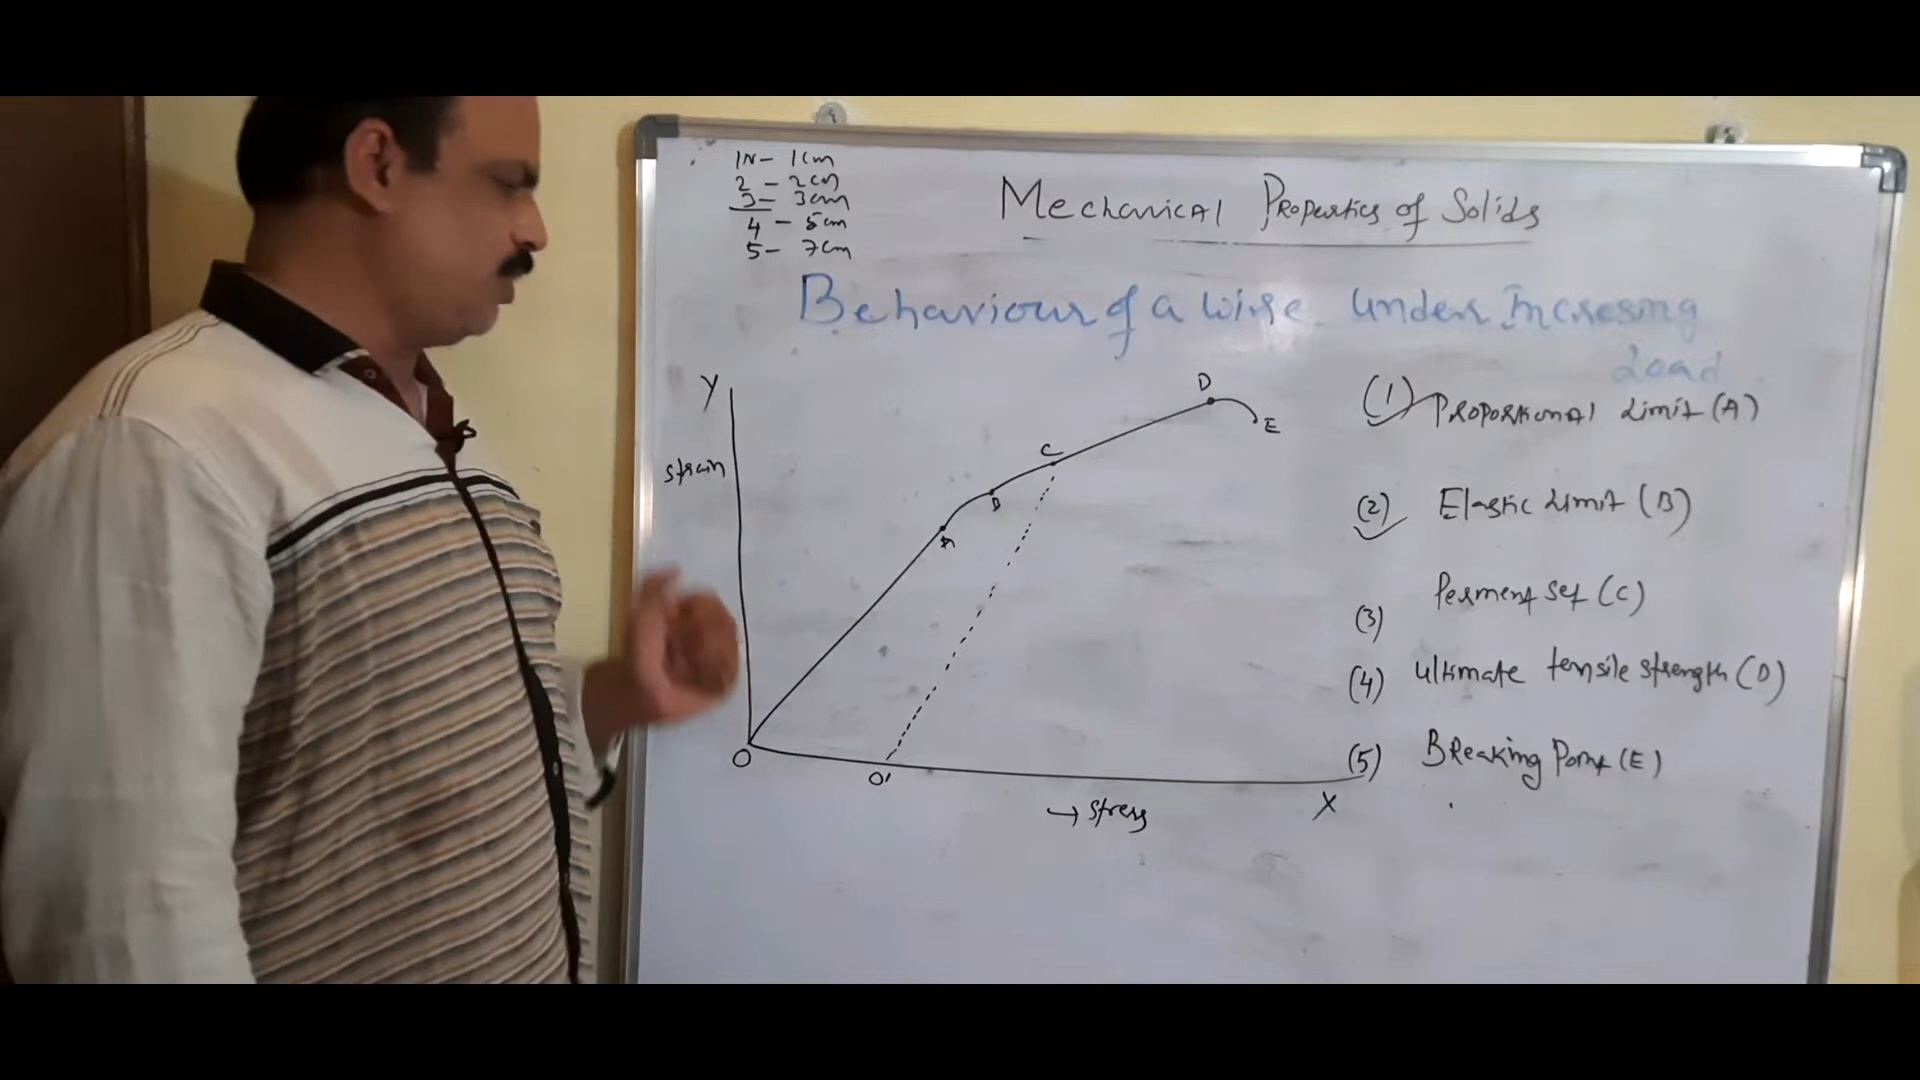 1N- 1cm
2 - 2cm
3- 3cm
4 - 5cm
5- 7cm
Mechanical Properties of Solids
Behaviour of a wire under Incresing
Load
Y
strain
A
B
C
D
E
O
O'
→ stress
X
(1) Proportional Limit (A)
(2) Elastic Limit (B)
(3) Perment set (C)
(4) Ultimate tensile strength (D)
(5) Breaking Point (E)